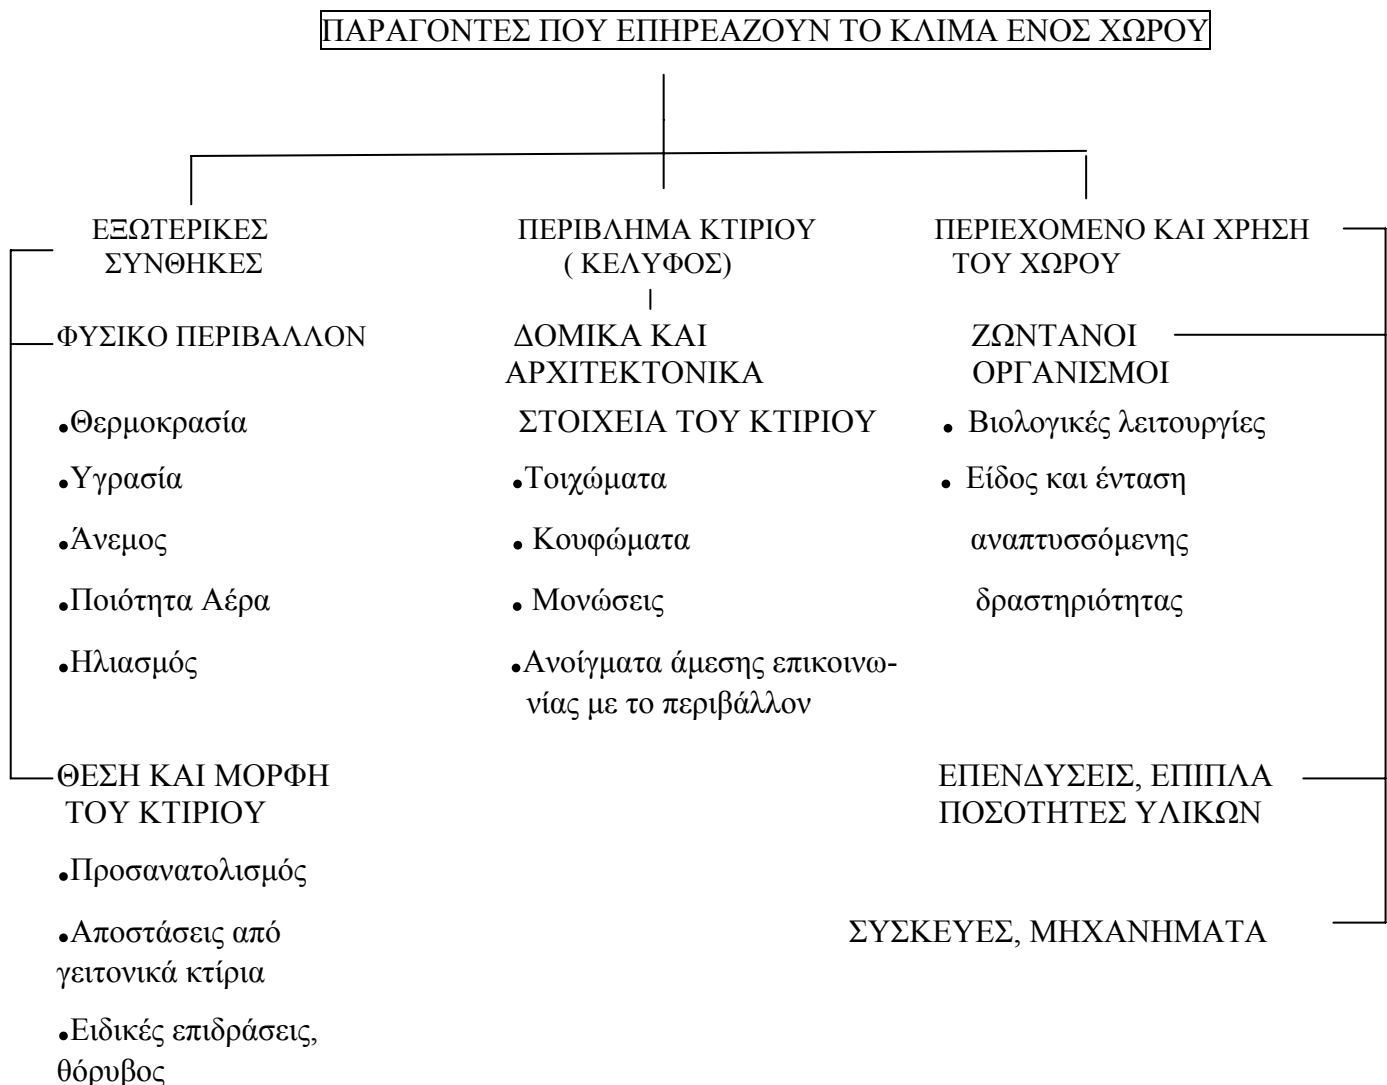 ΠΑΡΑΓΟΝΤΕΣ ΠΟΥ ΕΠΗΡΕΑΖΟΥΝ ΤΟ ΚΛΙΜΑ ΕΝΟΣ ΧΩΡΟΥ
ΕΞΩΤΕΡΙΚΕΣ
ΣΥΝΘΗΚΕΣ
ΦΥΣΙΚΟ ΠΕΡΙΒΑΛΛΟΝ
•Θερμοκρασία
•Υγρασία
•Άνεμος
•Ποιότητα Αέρα
•Ηλιασμός
ΘΕΣΗ ΚΑΙ ΜΟΡΦΗ
ΤΟΥ ΚΤΙΡΙΟΥ
•Προσανατολισμός
•Αποστάσεις από
γειτονικά κτίρια
•Ειδικές επιδράσεις,
θόρυβος
ΠΕΡΙΒΛΗΜΑ ΚΤΙΡΙΟΥ
( ΚΕΛΥΦΟΣ)
ΔΟΜΙΚΑ ΚΑΙ
ΑΡΧΙΤΕΚΤΟΝΙΚΑ
ΣΤΟΙΧΕΙΑ ΤΟΥ ΚΤΙΡΙΟΥ
•Τοιχώματα
• Κουφώματα
• Μονώσεις
•Ανοίγματα άμεσης επικοινω-
νίας με το περιβάλλον
ΠΕΡΙΕΧΟΜΕΝΟ ΚΑΙ ΧΡΗΣΗ
ΤΟΥ ΧΩΡΟΥ
ΖΩΝΤΑΝΟΙ
ΟΡΓΑΝΙΣΜΟΙ
• Βιολογικές λειτουργίες
• Είδος και ένταση
αναπτυσσόμενης
δραστηριότητας
ΕΠΕΝΔΥΣΕΙΣ, ΕΠΙΠΛΑ
ΠΟΣΟΤΗΤΕΣ ΥΛΙΚΩΝ
ΣΥΣΚΕΥΕΣ, ΜΗΧΑΝΗΜΑΤΑ